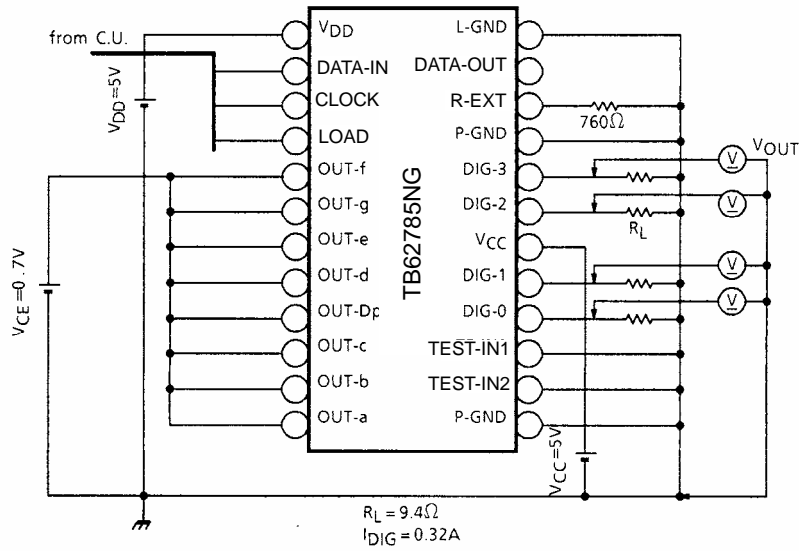 from C.U.
VDD=5V
VCE=0.7V
VDD
DATA-IN
CLOCK
LOAD
OUT-f
OUT-g
OUT-e
OUT-d
OUT-Dp
OUT-c
OUT-b
OUT-a
TB62785NG
L-GND
DATA-OUT
R-EXT
P-GND
DIG-3
DIG-2
VCC
DIG-1
DIG-0
TEST-IN1
TEST-IN2
P-GND
760Ω
RL
VOUT
V
V
V
V
VCC=5V
RL = 9.4Ω
IDIG = 0.32A